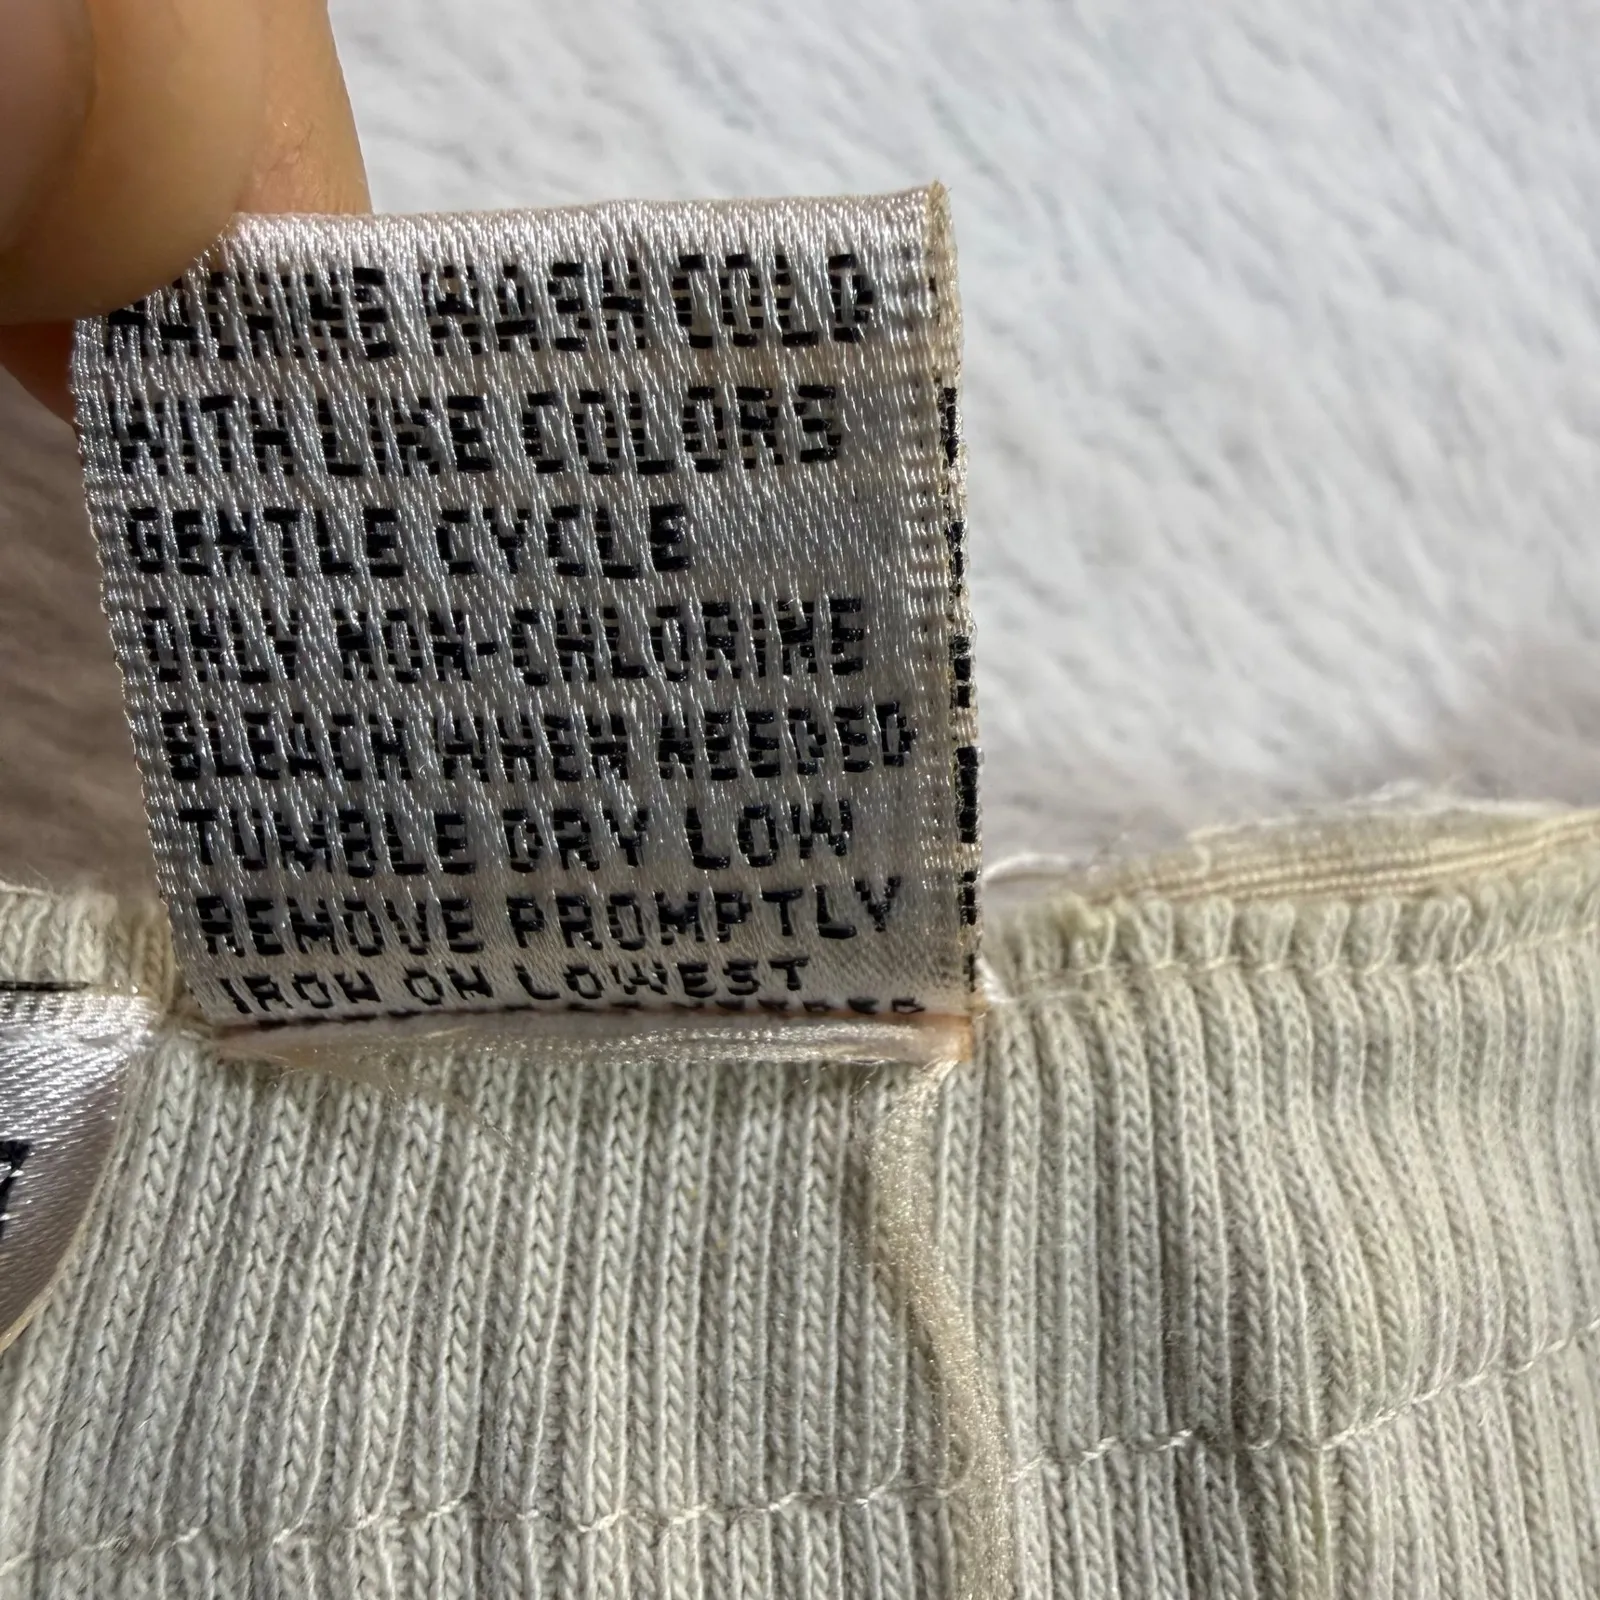 MACHINE WASH COLD
WITH LIKE COLORS
GENTLE CYCLE
ONLY NON-CHLORINE
BLEACH WHEN NEEDED
TUMBLE DRY LOW
REMOVE PROMPTLY
IRON ON LOWEST